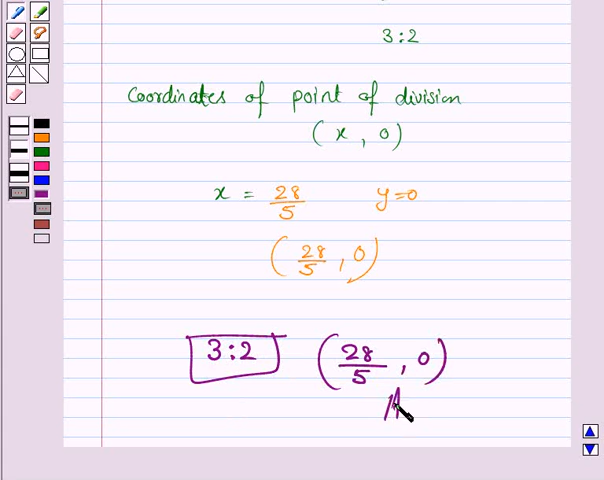 3:2
Coordinates of point of division
(x, 0)
x = 28/5 y=0
(28/5, 0)
3:2 (28/5, 0)
A